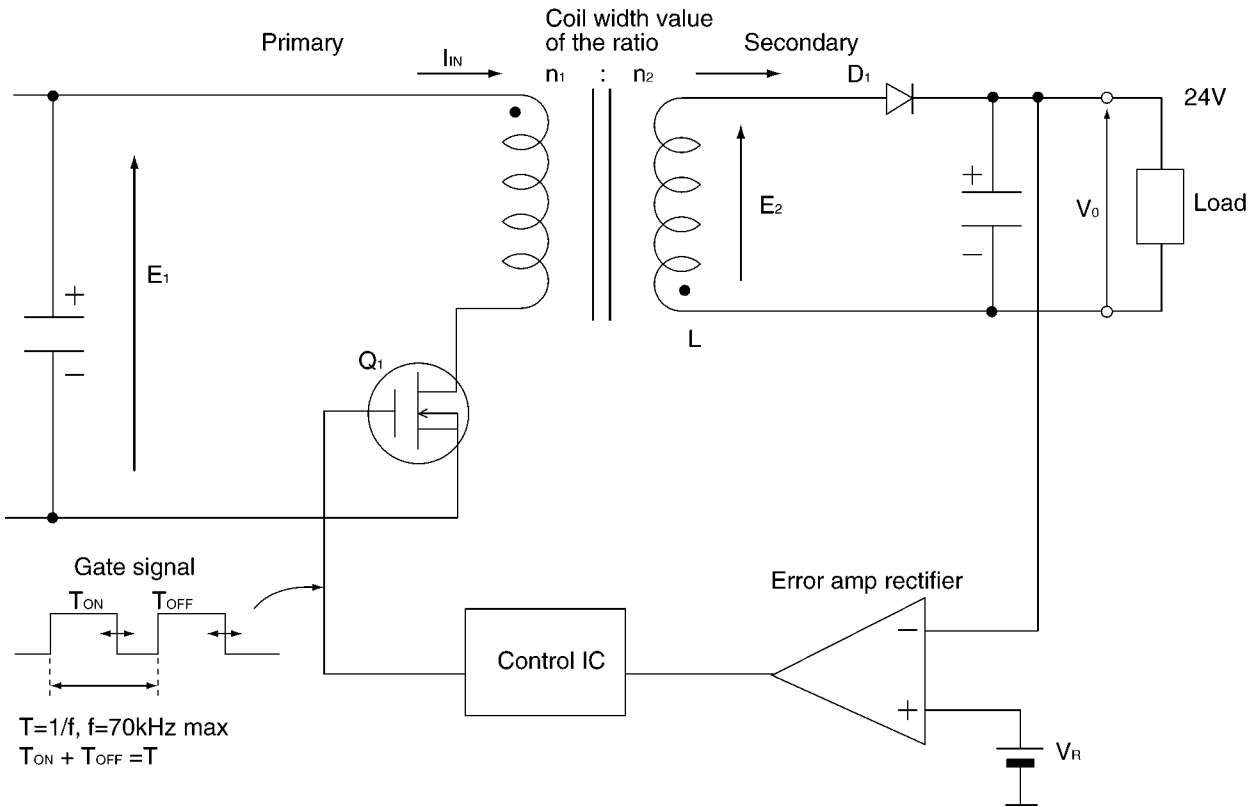 Coil width value
of the ratio
Primary
Secondary
IIN
n1 : n2
D1
24V
+
E1
+
−
E2
+
−
V0
Load
L
Q1
Gate signal
TON TOFF
Error amp rectifier
Control IC
−
+
T=1/f, f=70kHz max
TON + TOFF =T
VR